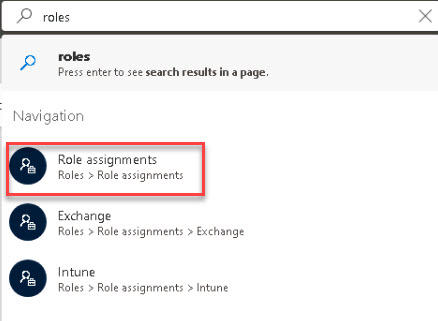 roles
roles
Press enter to see search results in a page.
Navigation
Role assignments
Roles > Role assignments
Exchange
Roles > Role assignments > Exchange
Intune
Roles > Role assignments > Intune